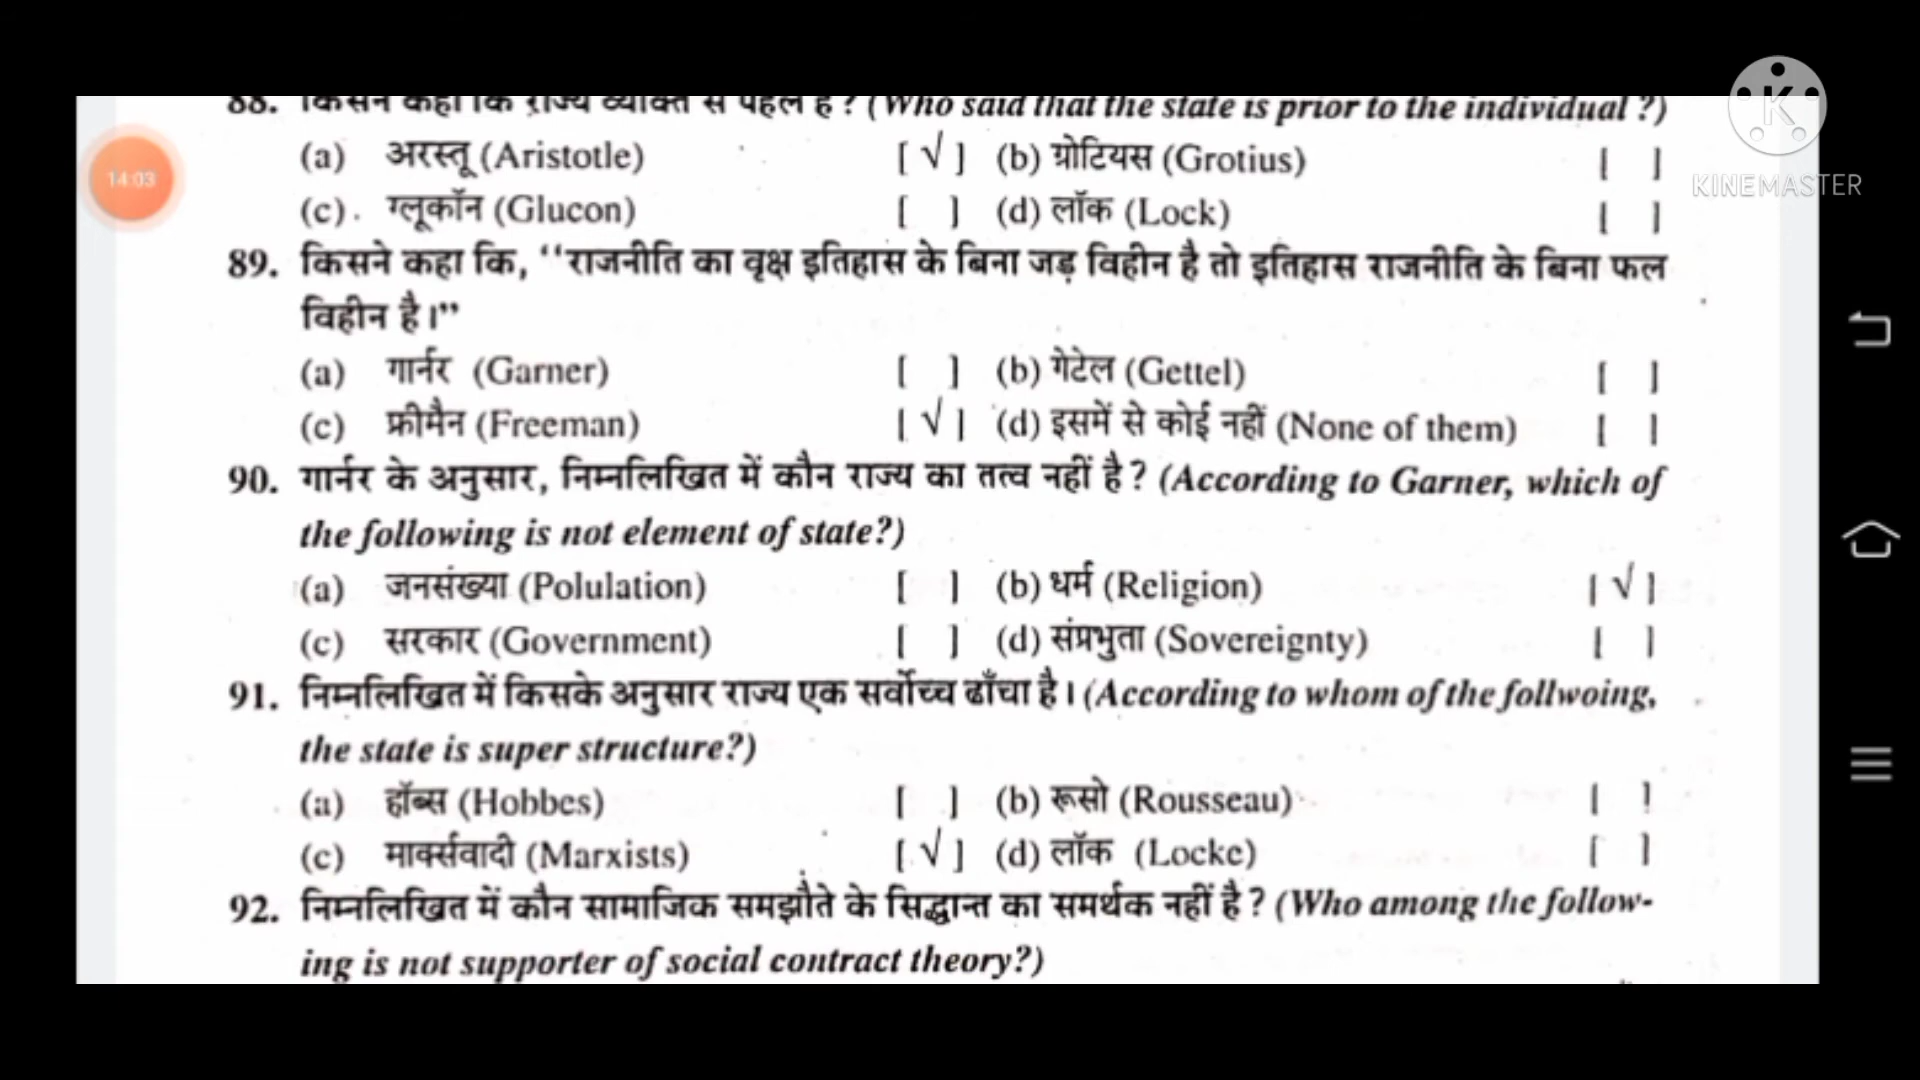 88. किसने कहा कि राज्य व्यक्ति से पहले है ? (Who said that the state is prior to the individual ?)
K
14:03
KINEMASTER
(a) अरस्तू (Aristotle) [ √ ] (b) ग्रोटियस (Grotius) [ ]
(c) ग्लूकॉन (Glucon) [ ] (d) लॉक (Lock) [ ]
89. किसने कहा कि, ‘‘राजनीति का वृक्ष इतिहास के बिना जड़ विहीन है तो इतिहास राजनीति के बिना फल
विहीन है।’’
(a) गार्नर (Garner) [ ] (b) गेटेल (Gettel) [ ]
(c) फ्रीमैन (Freeman) [ √ ] (d) इसमें से कोई नहीं (None of them) [ ]
90. गार्नर के अनुसार, निम्नलिखित में कौन राज्य का तत्व नहीं है ? (According to Garner, which of
the following is not element of state?)
(a) जनसंख्या (Polulation) [ ] (b) धर्म (Religion) [ √ ]
(c) सरकार (Government) [ ] (d) संप्रभुता (Sovereignty) [ ]
91. निम्नलिखित में किसके अनुसार राज्य एक सर्वोच्च ढाँचा है। (According to whom of the follwoing,
the state is super structure?)
(a) हॉब्स (Hobbes) [ ] (b) रूसो (Rousseau) [ ]
(c) मार्क्सवादी (Marxists) [ √ ] (d) लॉक (Locke) [ ]
92. निम्नलिखित में कौन सामाजिक समझौते के सिद्धान्त का समर्थक नहीं है ? (Who among the follow-
ing is not supporter of social contract theory?)